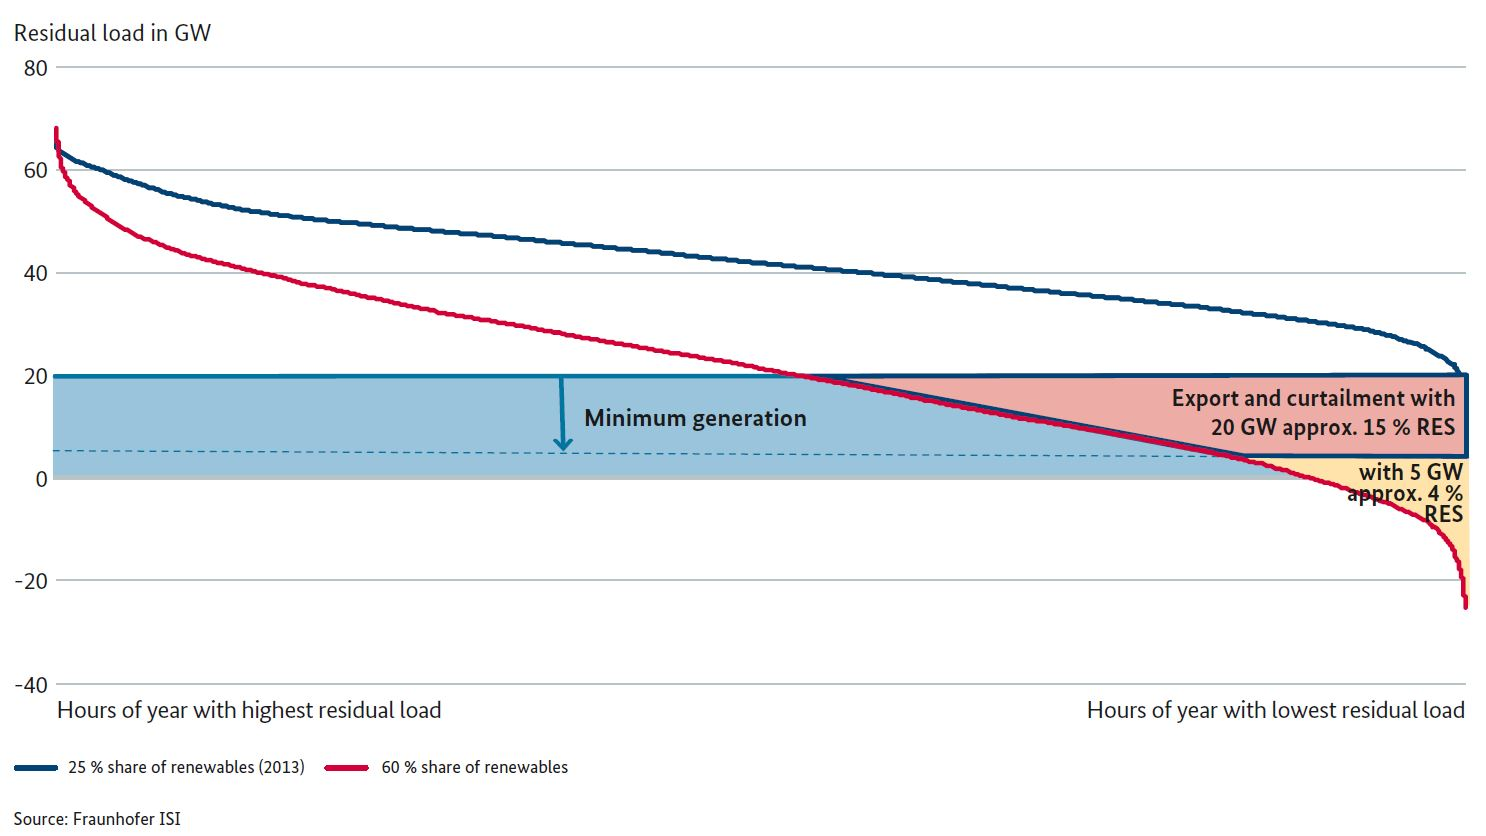 Residual load in GW
80
60
40
20
0
-20
-40
Minimum generation
Export and curtailment with
20 GW approx. 15 % RES
with 5 GW
approx. 4 %
RES
Hours of year with highest residual load
Hours of year with lowest residual load
25 % share of renewables (2013)
60 % share of renewables
Source: Fraunhofer ISI